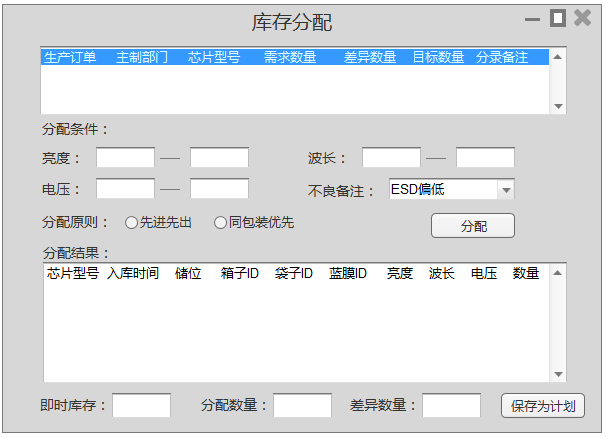 库存分配
生产订单 主制部门 芯片型号 需求数量 差异数量 目标数量 分录备注
分配条件：
亮度： 波长：
电压： 不良备注： ESD偏低
分配原则： 先进先出 同包装优先 分配
分配结果：
芯片型号 入库时间 储位 箱子ID 袋子ID 蓝膜ID 亮度 波长 电压 数量
即时库存： 分配数量： 差异数量： 保存为计划